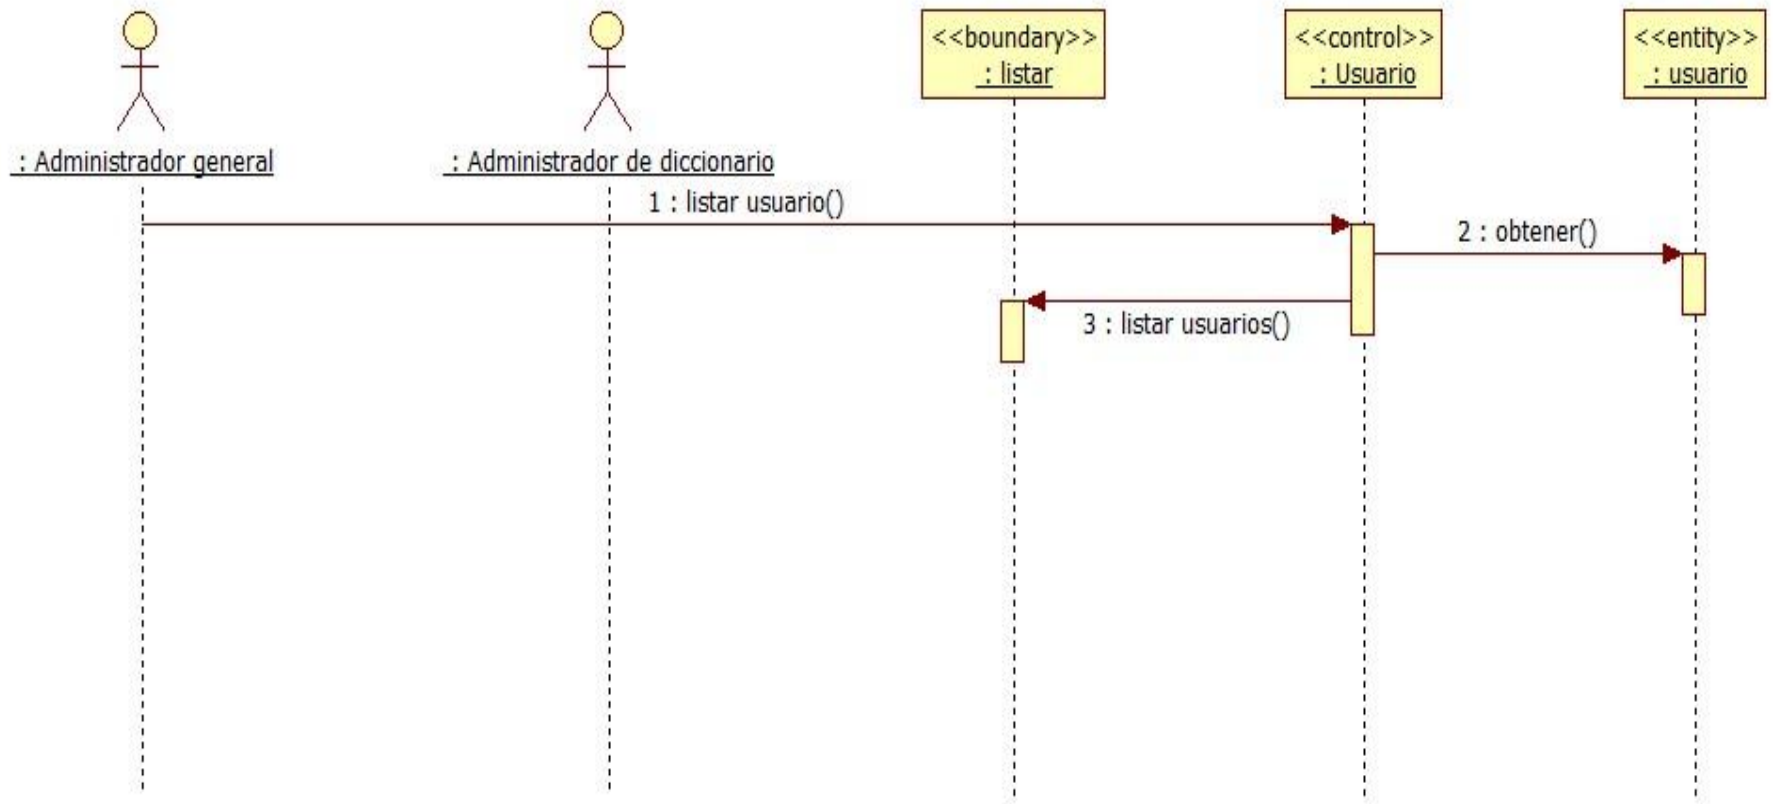 <<boundary>>
: listar
<<control>>
: Usuario
<<entity>>
: usuario
: Administrador general
: Administrador de diccionario
1 : listar usuario()
2 : obtener()
3 : listar usuarios()